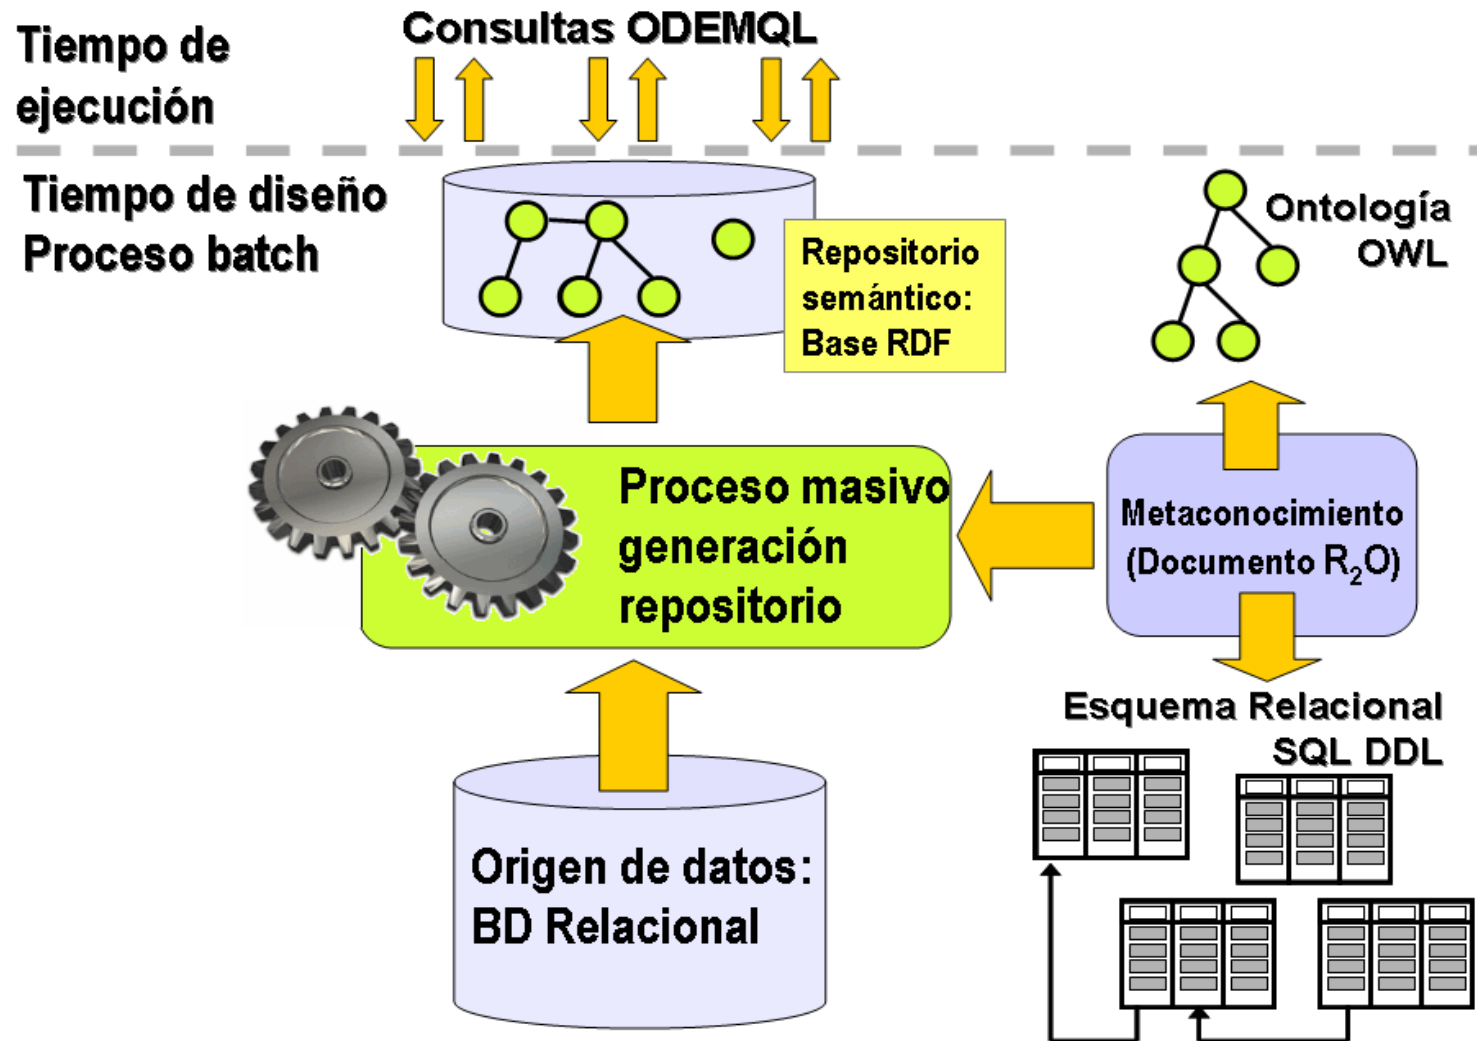 Tiempo de
ejecución
Consultas ODEMQL
Tiempo de diseño
Proceso batch
Repositorio
semántico:
Base RDF
Ontología
OWL
Proceso masivo
generación
repositorio
Metaconocimiento
(Documento R₂O)
Esquema Relacional
SQL DDL
Origen de datos:
BD Relacional